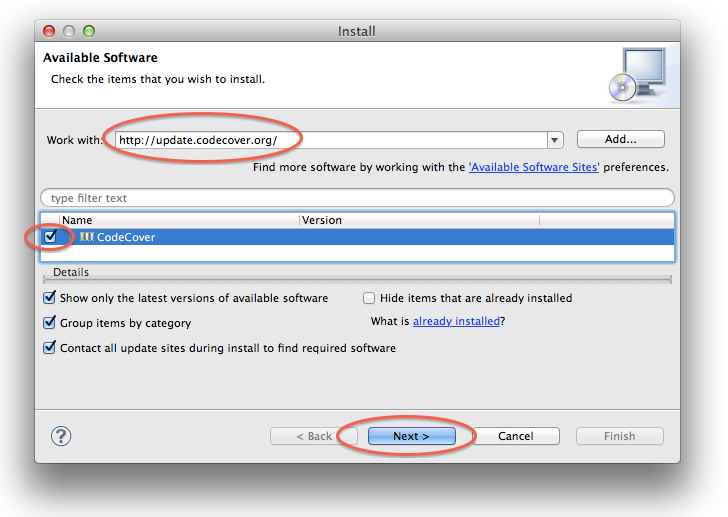 Install
Available Software
Check the items that you wish to install.
Work with: http://update.codecover.org/ Add...
Find more software by working with the 'Available Software Sites' preferences.
type filter text
Name Version
CodeCover
Details
Show only the latest versions of available software Hide items that are already installed
Group items by category What is already installed?
Contact all update sites during install to find required software
? < Back Next > Cancel Finish